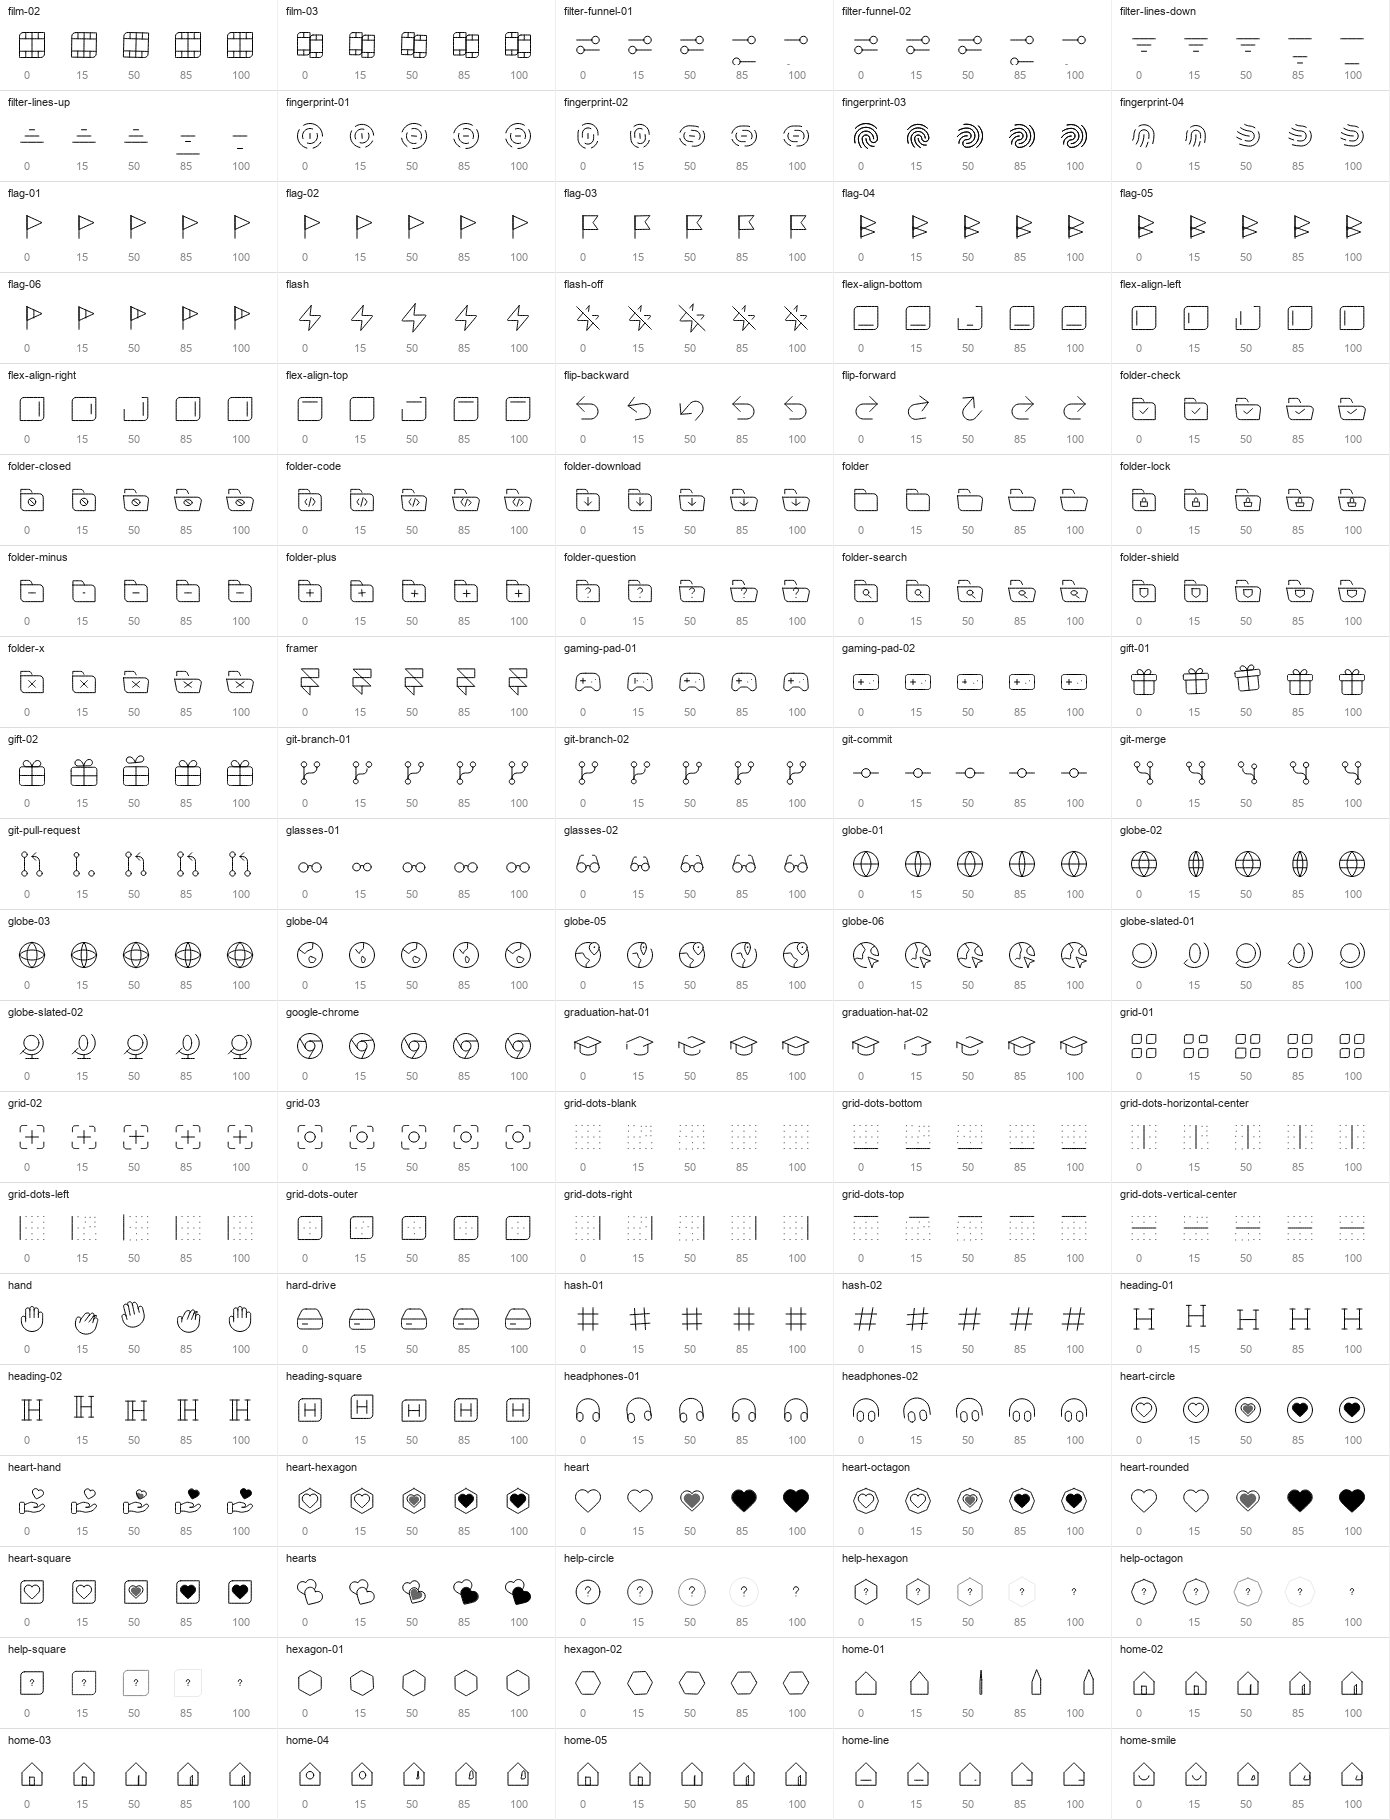 film-02 film-03 filter-funnel-01 filter-funnel-02 filter-lines-down
0 15 50 85 100 0 15 50 85 100 0 15 50 85 100 0 15 50 85 100 0 15 50 85 100
filter-lines-up fingerprint-01 fingerprint-02 fingerprint-03 fingerprint-04
0 15 50 85 100 0 15 50 85 100 0 15 50 85 100 0 15 50 85 100 0 15 50 85 100
flag-01 flag-02 flag-03 flag-04 flag-05
0 15 50 85 100 0 15 50 85 100 0 15 50 85 100 0 15 50 85 100 0 15 50 85 100
flag-06 flash flash-off flex-align-bottom flex-align-left
0 15 50 85 100 0 15 50 85 100 0 15 50 85 100 0 15 50 85 100 0 15 50 85 100
flex-align-right flex-align-top flip-backward flip-forward folder-check
0 15 50 85 100 0 15 50 85 100 0 15 50 85 100 0 15 50 85 100 0 15 50 85 100
folder-closed folder-code folder-download folder folder-lock
0 15 50 85 100 0 15 50 85 100 0 15 50 85 100 0 15 50 85 100 0 15 50 85 100
folder-minus folder-plus folder-question folder-search folder-shield
0 15 50 85 100 0 15 50 85 100 0 15 50 85 100 0 15 50 85 100 0 15 50 85 100
folder-x framer gaming-pad-01 gaming-pad-02 gift-01
0 15 50 85 100 0 15 50 85 100 0 15 50 85 100 0 15 50 85 100 0 15 50 85 100
gift-02 git-branch-01 git-branch-02 git-commit git-merge
0 15 50 85 100 0 15 50 85 100 0 15 50 85 100 0 15 50 85 100 0 15 50 85 100
git-pull-request glasses-01 glasses-02 globe-01 globe-02
0 15 50 85 100 0 15 50 85 100 0 15 50 85 100 0 15 50 85 100 0 15 50 85 100
globe-03 globe-04 globe-05 globe-06 globe-slated-01
0 15 50 85 100 0 15 50 85 100 0 15 50 85 100 0 15 50 85 100 0 15 50 85 100
globe-slated-02 google-chrome graduation-hat-01 graduation-hat-02 grid-01
0 15 50 85 100 0 15 50 85 100 0 15 50 85 100 0 15 50 85 100 0 15 50 85 100
grid-02 grid-03 grid-dots-blank grid-dots-bottom grid-dots-horizontal-center
0 15 50 85 100 0 15 50 85 100 0 15 50 85 100 0 15 50 85 100 0 15 50 85 100
grid-dots-left grid-dots-outer grid-dots-right grid-dots-top grid-dots-vertical-center
0 15 50 85 100 0 15 50 85 100 0 15 50 85 100 0 15 50 85 100 0 15 50 85 100
hand hard-drive hash-01 hash-02 heading-01
0 15 50 85 100 0 15 50 85 100 0 15 50 85 100 0 15 50 85 100 0 15 50 85 100
heading-02 heading-square headphones-01 headphones-02 heart-circle
0 15 50 85 100 0 15 50 85 100 0 15 50 85 100 0 15 50 85 100 0 15 50 85 100
heart-hand heart-hexagon heart heart-octagon heart-rounded
0 15 50 85 100 0 15 50 85 100 0 15 50 85 100 0 15 50 85 100 0 15 50 85 100
heart-square hearts help-circle help-hexagon help-octagon
0 15 50 85 100 0 15 50 85 100 0 15 50 85 100 0 15 50 85 100 0 15 50 85 100
help-square hexagon-01 hexagon-02 home-01 home-02
0 15 50 85 100 0 15 50 85 100 0 15 50 85 100 0 15 50 85 100 0 15 50 85 100
home-03 home-04 home-05 home-line home-smile
0 15 50 85 100 0 15 50 85 100 0 15 50 85 100 0 15 50 85 100 0 15 50 85 100